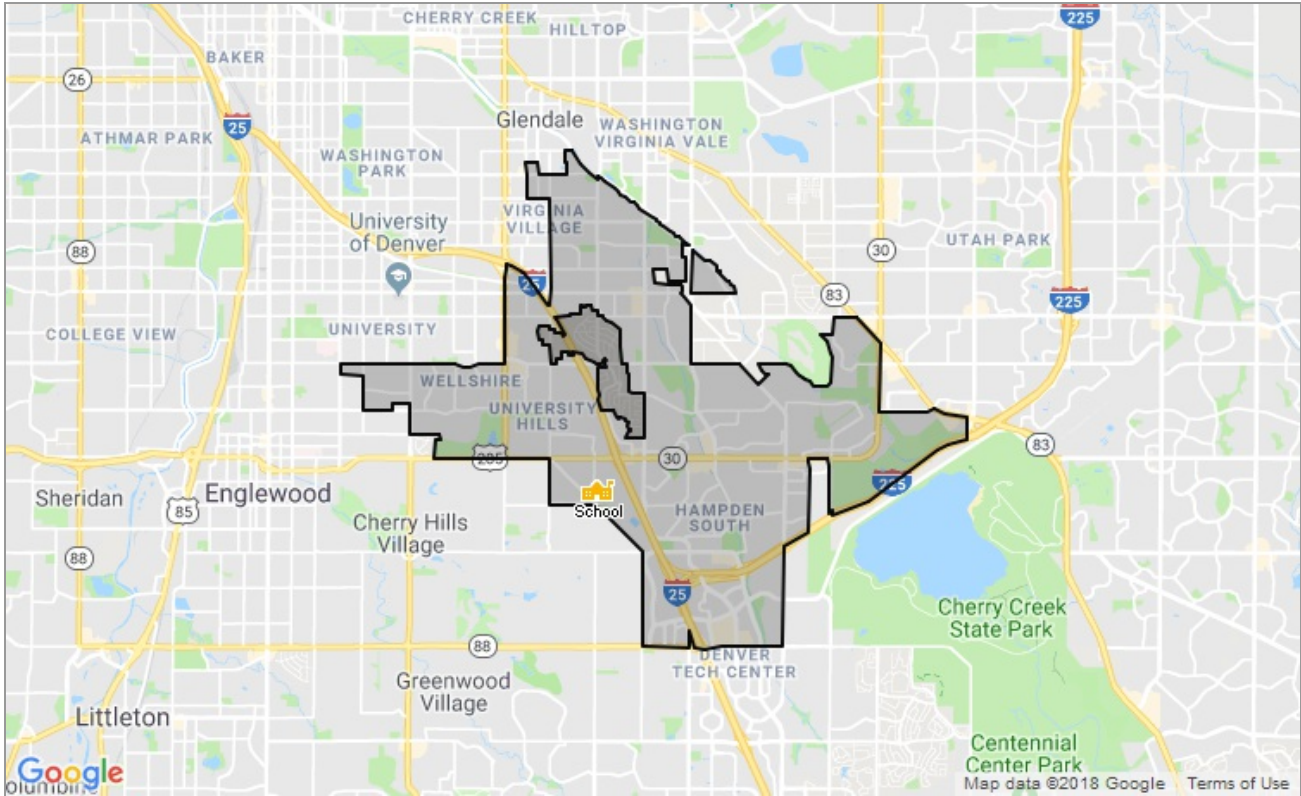 CHERRY CREEK
HILLTOP
225
BAKER
26
Glendale
25
WASHINGTON
VIRGINIA VALE
ATHMAR PARK
WASHINGTON
PARK
University
of Denver
VIRGINIA
VILLAGE
88
30
UTAH PARK
25
83
225
COLLEGE VIEW
UNIVERSITY
WELLSHIRE
UNIVERSITY
HILLS
285
30
83
225
Sheridan
85
Englewood
School
HAMPDEN
SOUTH
Cherry Hills
Village
88
25
Cherry Creek
State Park
88
DENVER
TECH CENTER
Greenwood
Village
Littleton
Centennial
Center Park
Google
Map data ©2018 Google
Terms of Use